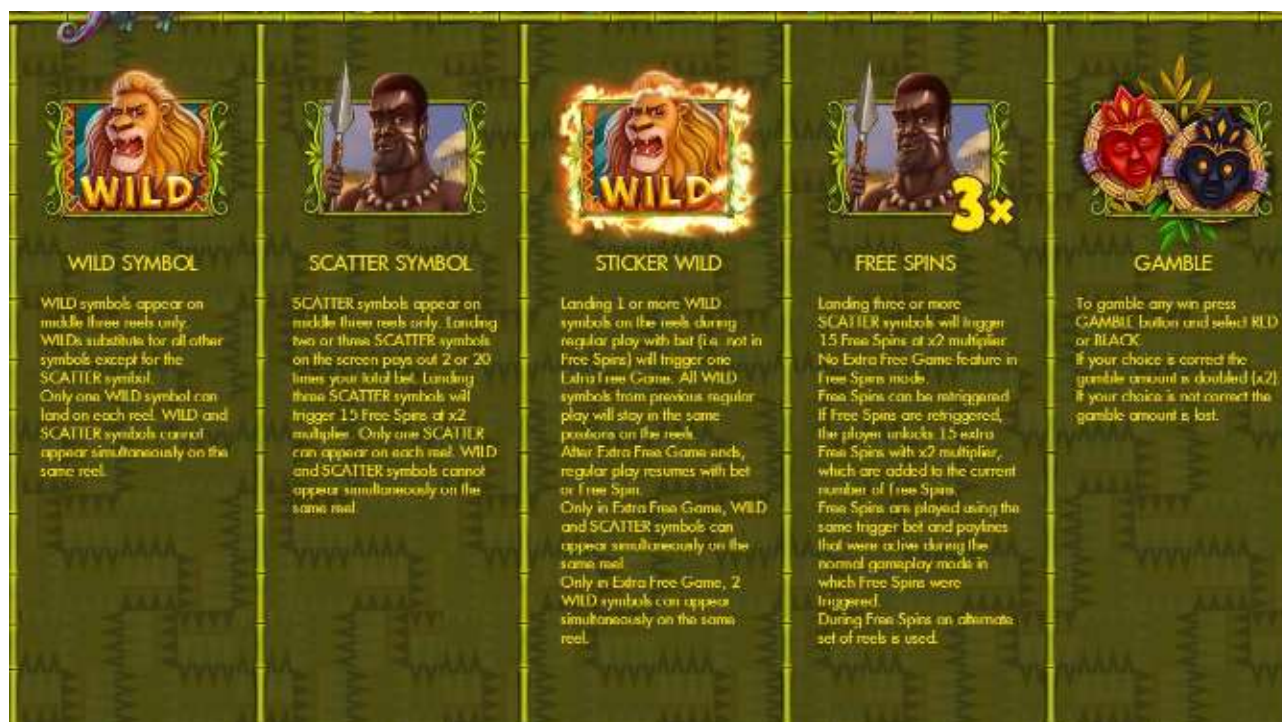 WILD
WILD
3x
WILD SYMBOL
WILD symbols appear on
middle three reels only.
WILDs substitute for all other
symbols except for the
SCATTER symbol.
Only one WILD symbol can
land on each reel. WILD and
SCATTER symbols cannot
appear simultaneously on the
same reel.
SCATTER SYMBOL
SCATTER symbols appear on
middle three reels only. Landing
two or three SCATTER symbols
on the screen pays out 2 or 20
times your total bet. Landing
three SCATTER symbols will
trigger 15 Free Spins at x2
multiplier. Only one SCATTER
can appear on each reel. WILD
and SCATTER symbols cannot
appear simultaneously on the
same reel
STICKER WILD
Landing 1 or more WILD
symbols on the reels during
regular play with bet (i.e. not in
Free Spins) will trigger one
Extra Free Game. All WILD
symbols from previous regular
play will stay in the same
positions on the reels.
After Extra Free Game ends,
regular play resumes with bet
or Free Spin.
Only in Extra Free Game, WILD
and SCATTER symbols can
appear simultaneously on the
same reel
Only in Extra Free Game, 2
WILD symbols can appear
simultaneously on the same
reel.
FREE SPINS
Landing three or more
SCATTER symbols will trigger
15 Free Spins at x2 multiplier
No Extra Free Game feature in
Free Spins mode.
Free Spins can be retriggered
If Free Spins are retriggered,
the player unlocks 15 extra
Free Spins with x2 multiplier,
which are added to the current
number of Free Spins.
Free Spins are played using the
same trigger bet and paylines
that were active during the
normal gameplay mode in
which Free Spins were
triggered.
During Free Spins an alternate
set of reels is used.
GAMBLE
To gamble any win press
GAMBLE button and select RED
or BLACK
If your choice is correct the
gamble amount is doubled (x2)
If your choice is not correct the
gamble amount is lost.